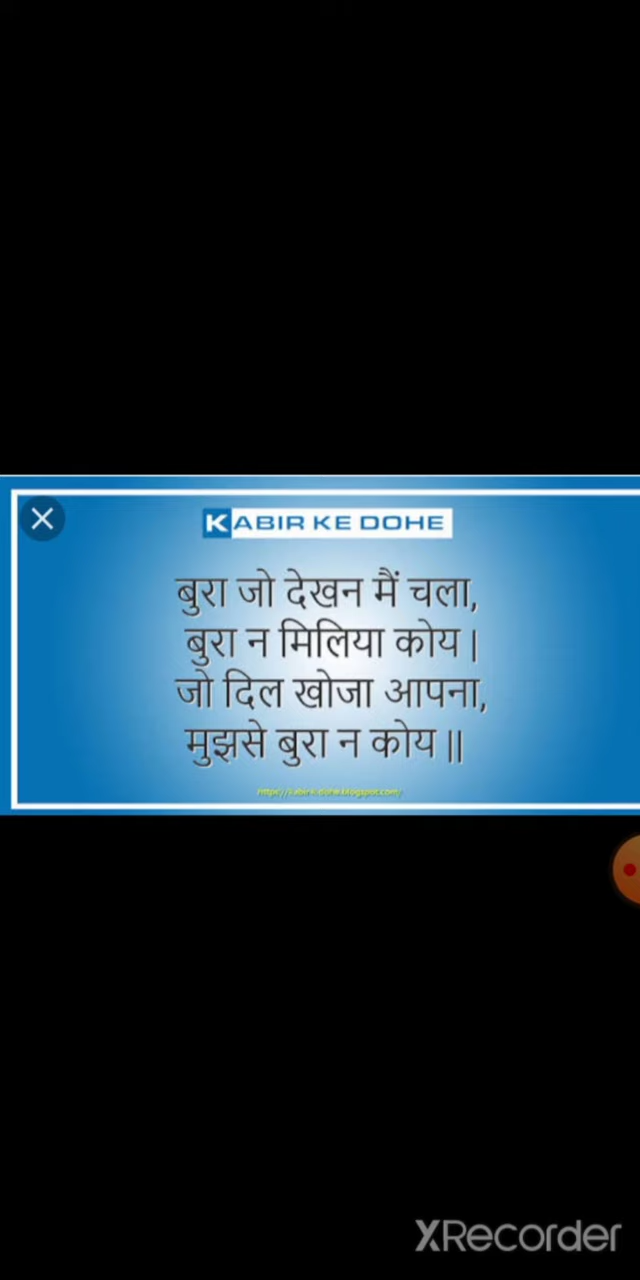 KABIR KE DOHE
बुरा जो देखन मैं चला,
बुरा न मिलिया कोय |
जो दिल खोजा आपना,
मुझसे बुरा न कोय ||
XRecorder